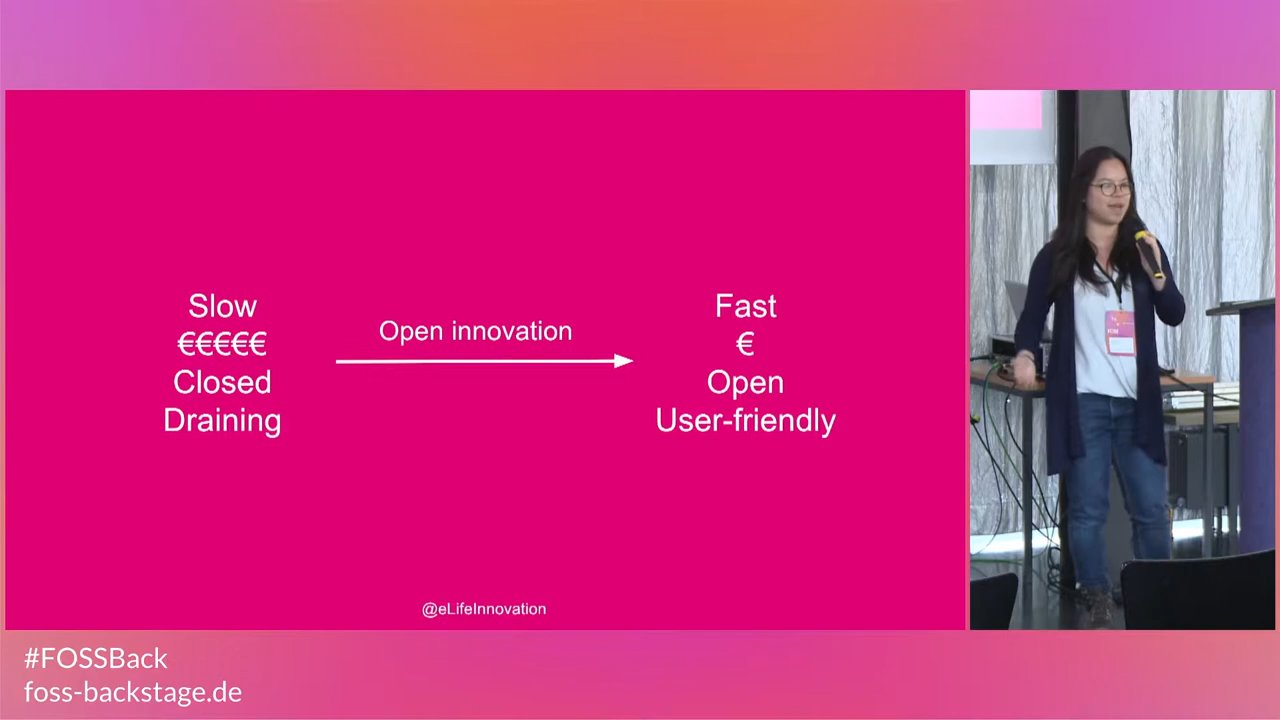 Slow
€€€€€
Closed
Draining
Open innovation
Fast
€
Open
User-friendly
@eLifeInnovation
#FOSSBack
foss-backstage.de